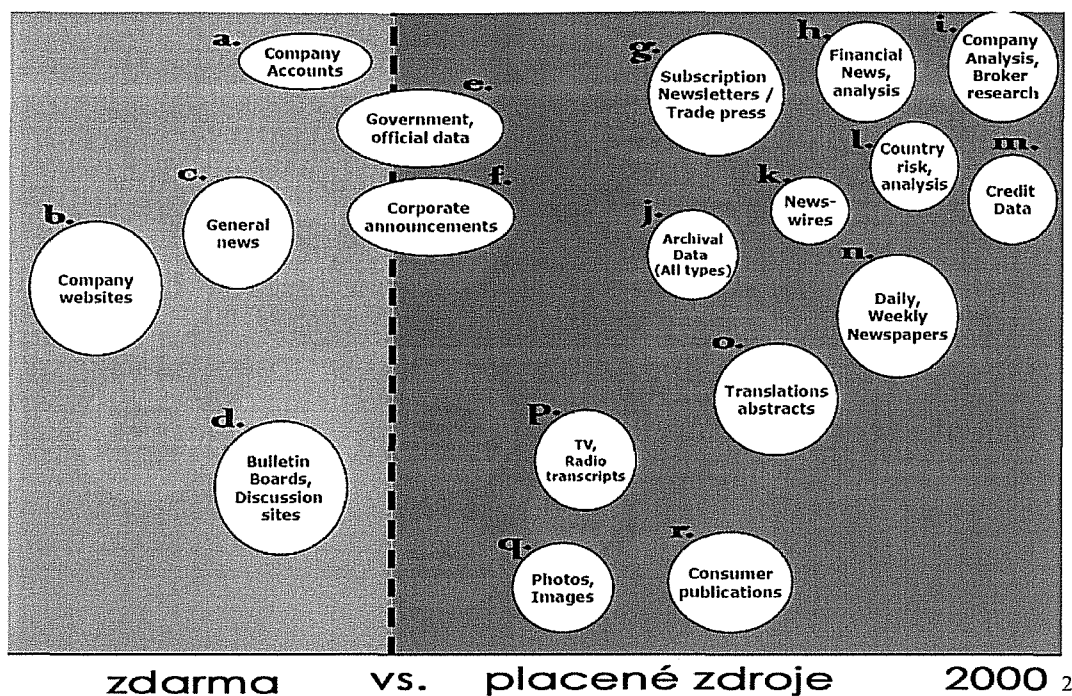 a.
Company
Accounts
e.
Government,
official data
c.
General
news
f.
Corporate
announcements
b.
Company
websites
d.
Bulletin
Boards,
Discussion
sites
g.
Subscription
Newsletters /
Trade press
h.
Financial
News,
analysis
i.
Company
Analysis,
Broker
research
l.
Country
risk,
analysis
m.
Credit
Data
k.
News-
wires
j.
Archival
Data
(All types)
n.
Daily,
Weekly
Newspapers
o.
Translations
abstracts
p.
TV,
Radio
transcripts
q.
Photos,
Images
r.
Consumer
publications
zdarma vs. placené zdroje 2000 2